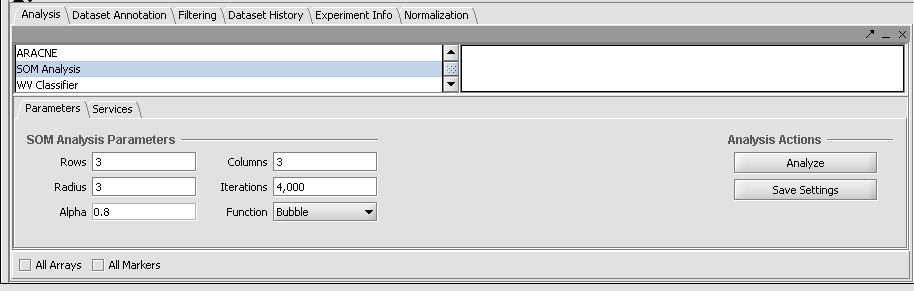 Analysis Dataset Annotation Filtering Dataset History Experiment Info Normalization
ARACNE
SOM Analysis
WV Classifier
Parameters Services
SOM Analysis Parameters Analysis Actions
Rows 3 Columns 3 Analyze
Radius 3 Iterations 4,000 Save Settings
Alpha 0.8 Function Bubble
All Arrays All Markers